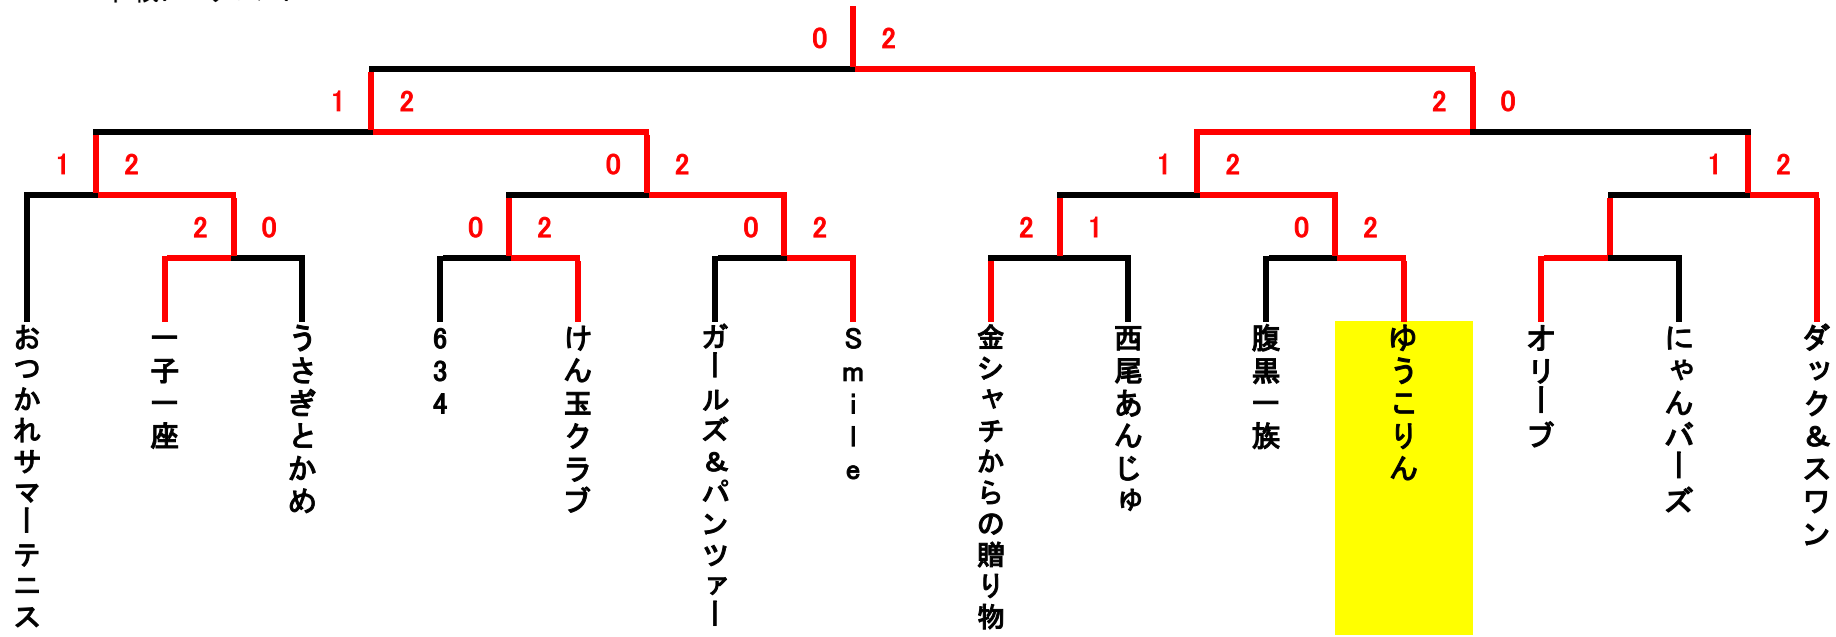 0 2
1 2 2 0
1 2 0 2 1 2 1 2
2 0 0 2 0 2 2 1 0 2
おつかれサマーテニス
一子一座
うさぎとかめ
634
けん玉クラブ
ガールズ&パンツァー
Smile
金シャチからの贈り物
西尾あんじゅ
腹黒一族
ゆうこりん
オリーブ
にゃんバーズ
ダック&スワン